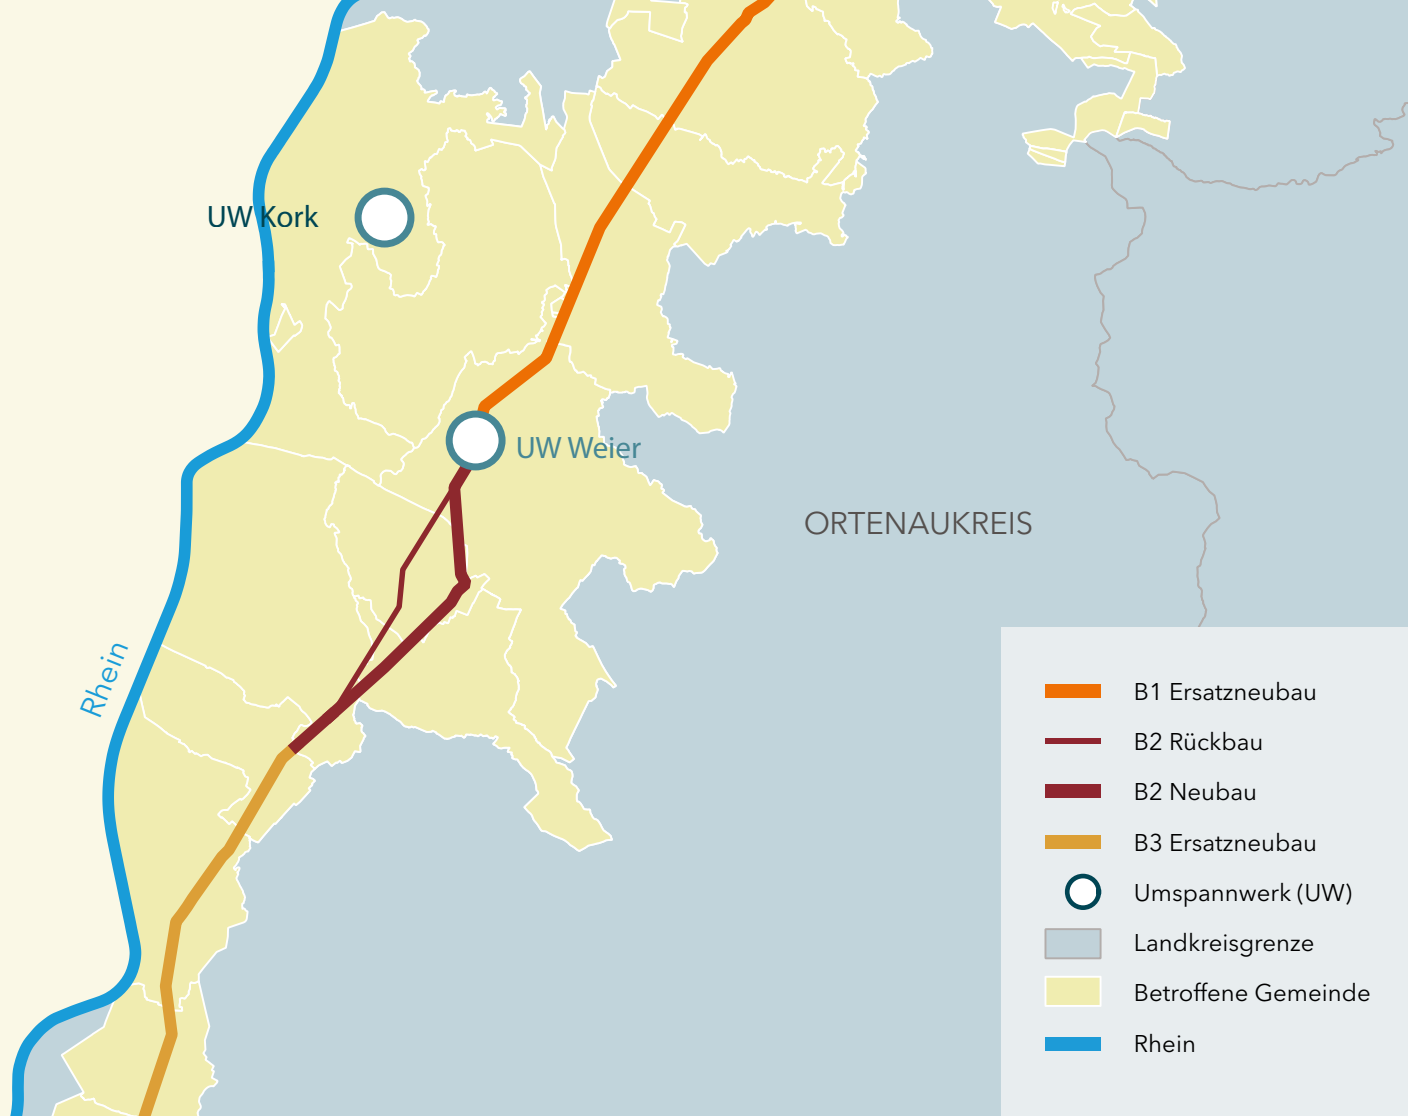 UW Kork
UW Weier
ORTENAUKREIS
Rhein
B1 Ersatzneubau
B2 Rückbau
B2 Neubau
B3 Ersatzneubau
Umspannwerk (UW)
Landkreisgrenze
Betroffene Gemeinde
Rhein